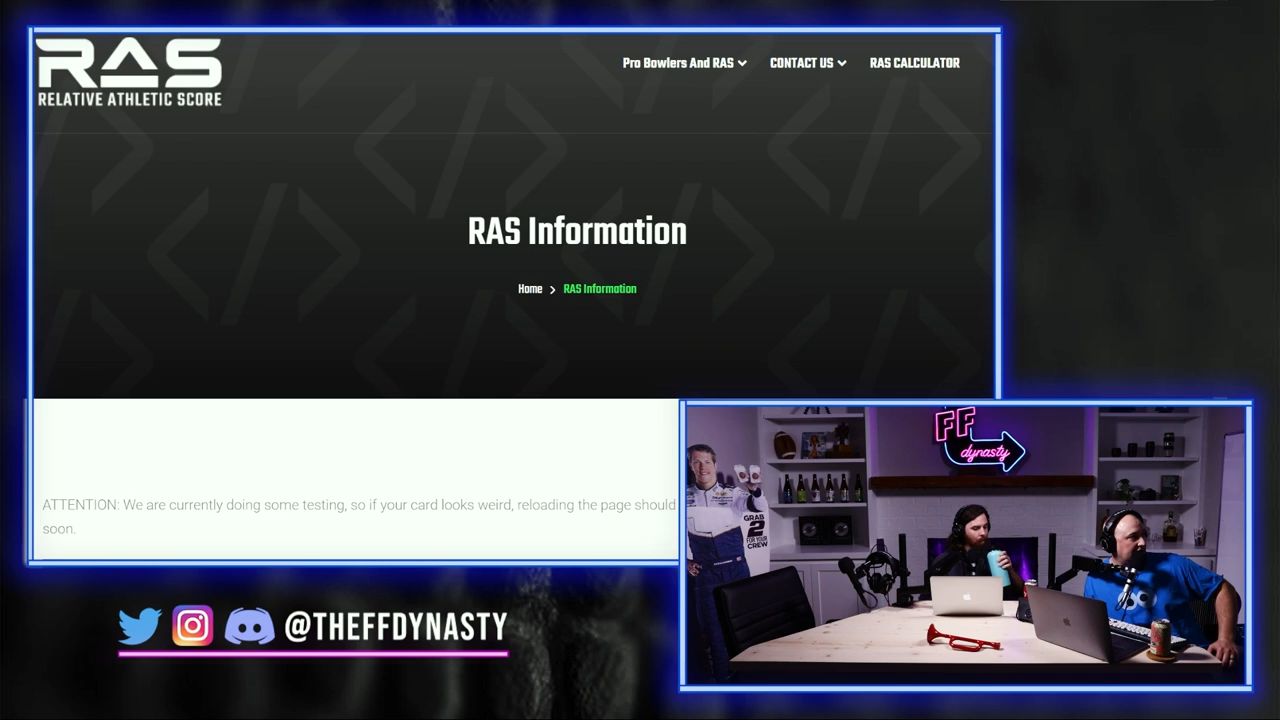 RAS
RELATIVE ATHLETIC SCORE
Pro Bowlers And RAS CONTACT US RAS CALCULATOR
RAS Information
Home > RAS Information
ATTENTION: We are currently doing some testing, so if your card looks weird, reloading the page should
soon.
FF
dynasty
GRAB
2
FOR YOUR
CREW
@THEFFDYNASTY